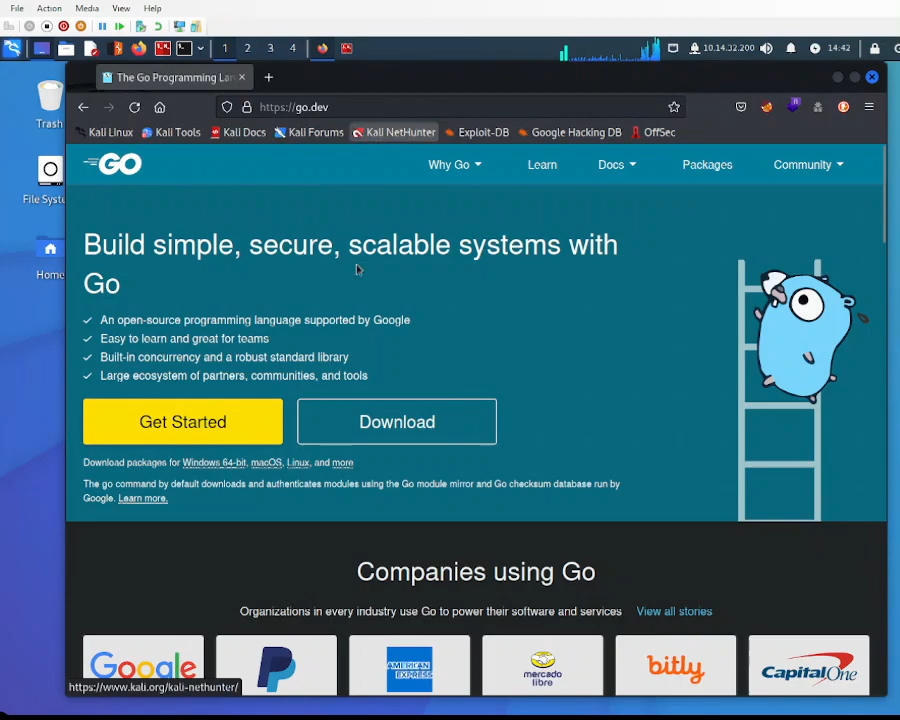 File Action Media View Help
1 2 3 4 10.14.32.200 14:42
The Go Programming Lan
https://go.dev
Kali Linux Kali Tools Kali Docs Kali Forums Kali NetHunter Exploit-DB Google Hacking DB OffSec
Trash
File Syste
Home
GO Why Go Learn Docs Packages Community
Build simple, secure, scalable systems with
Go
An open-source programming language supported by Google
Easy to learn and great for teams
Built-in concurrency and a robust standard library
Large ecosystem of partners, communities, and tools
Get Started Download
Download packages for Windows 64-bit, macOS, Linux, and more
The go command by default downloads and authenticates modules using the Go module mirror and Go checksum database run by
Google. Learn more.
Companies using Go
Organizations in every industry use Go to power their software and services View all stories
Google AMERICAN EXPRESS mercado libre bitly Capital One
https://www.kali.org/kali-nethunter/